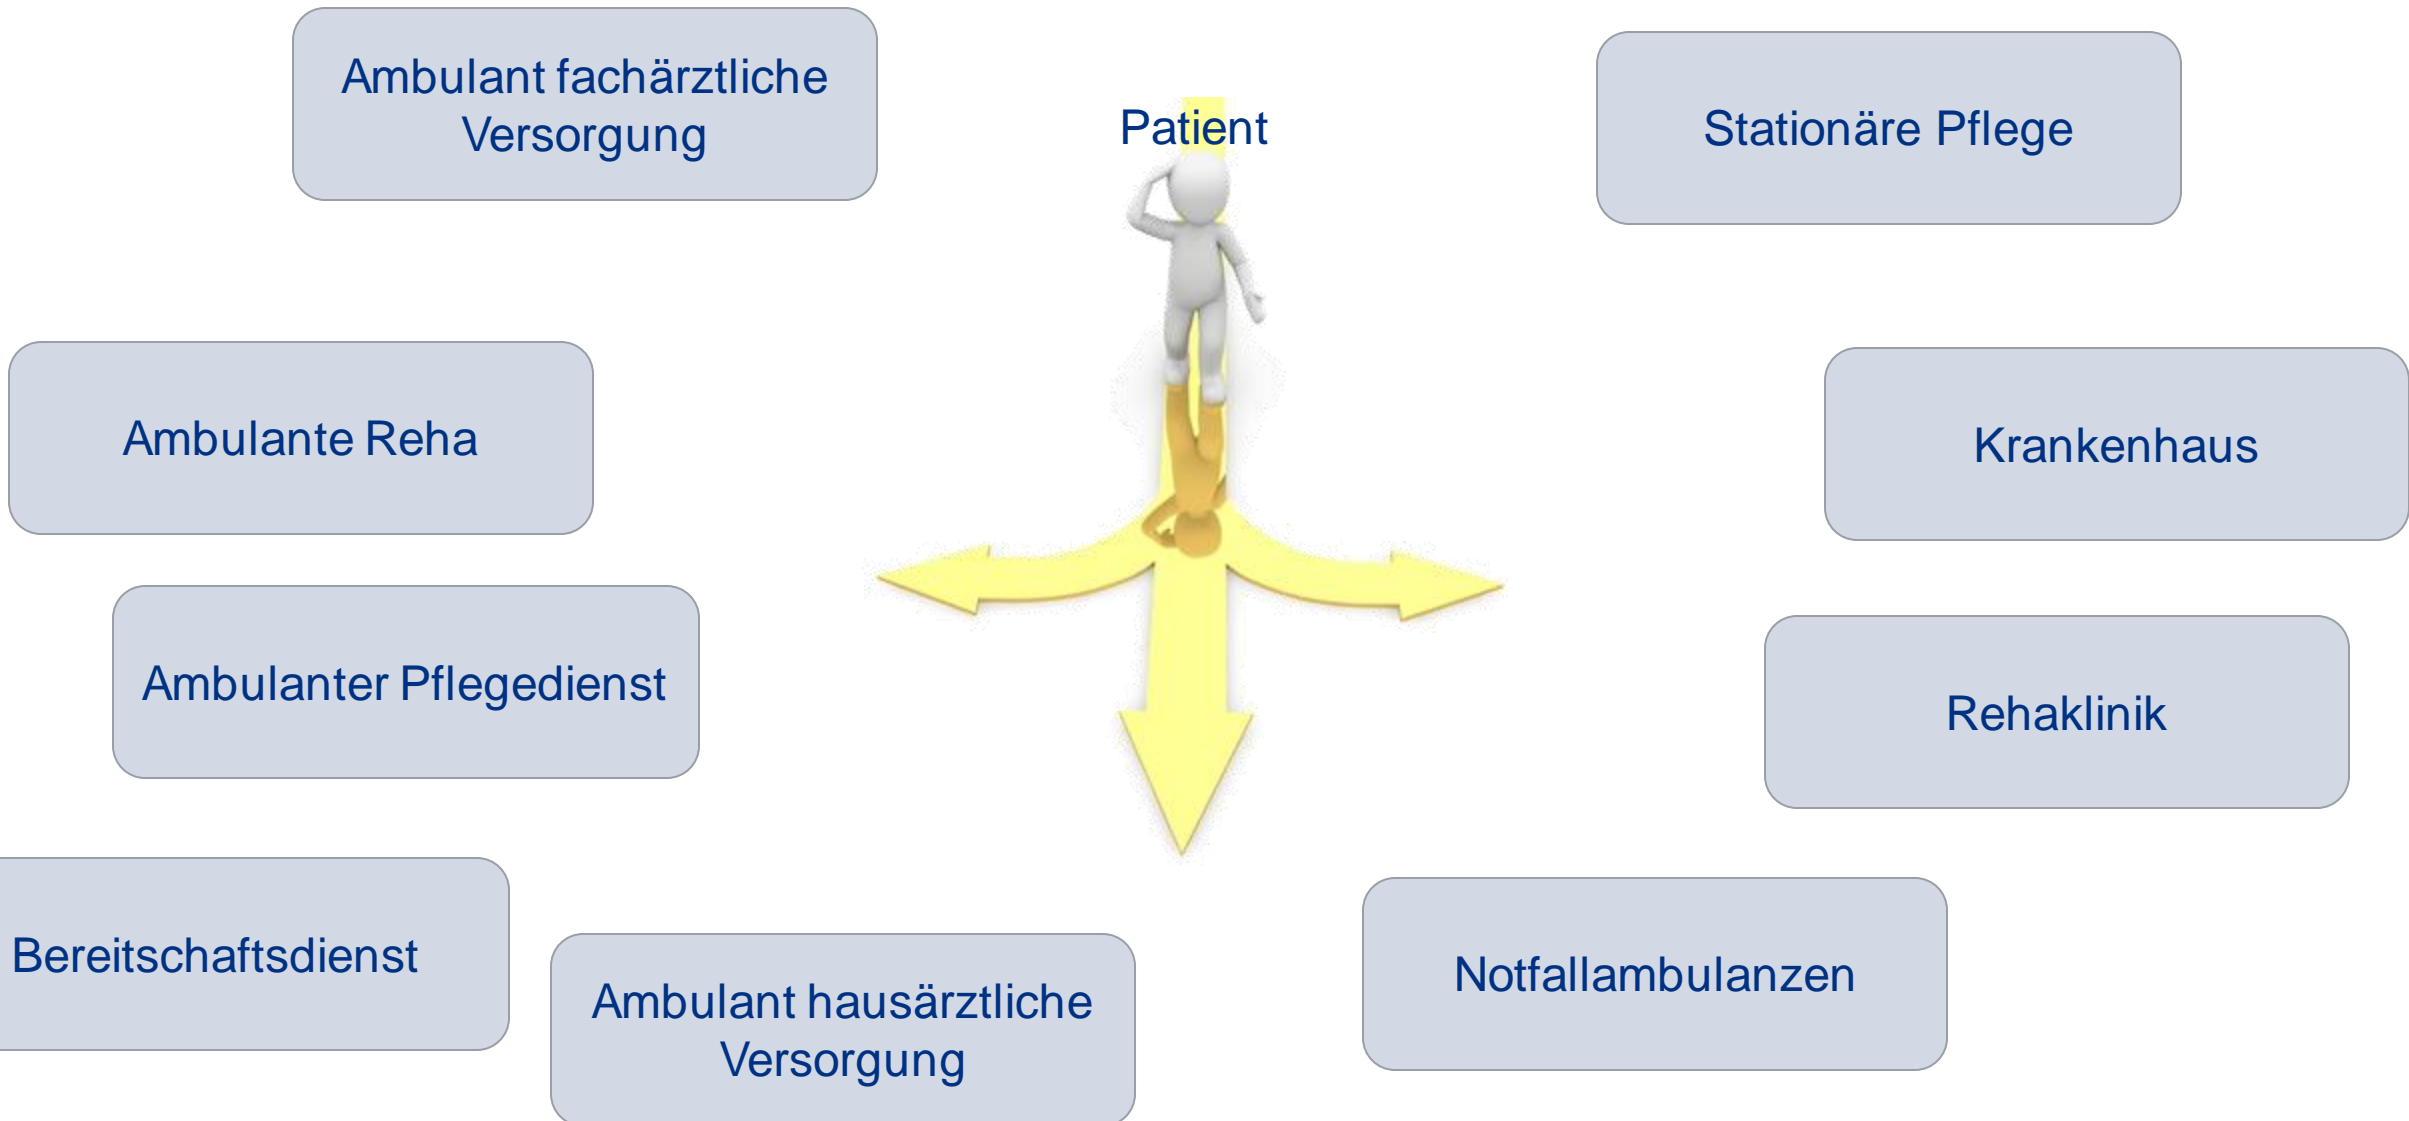 Ambulant fachärztliche
Versorgung
Patient
Stationäre Pflege
Ambulante Reha
Krankenhaus
Ambulanter Pflegedienst
Rehaklinik
Bereitschaftsdienst
Ambulant hausärztliche
Versorgung
Notfallambulanzen